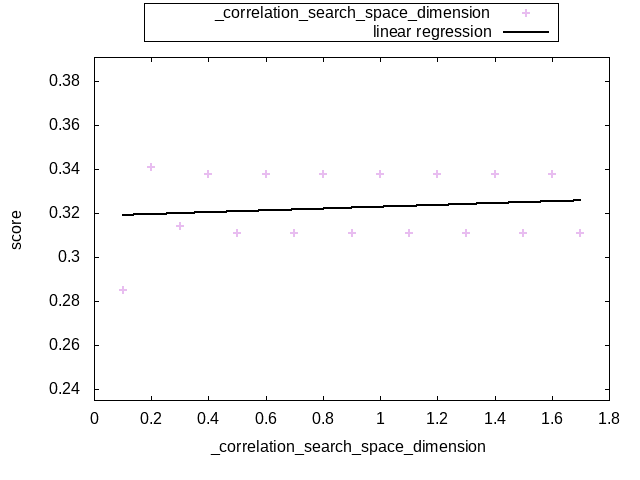 _correlation_search_space_dimension
linear regression
0.38
0.36
0.34
0.32
0.3
0.28
0.26
0.24
score
0 0.2 0.4 0.6 0.8 1 1.2 1.4 1.6 1.8
_correlation_search_space_dimension